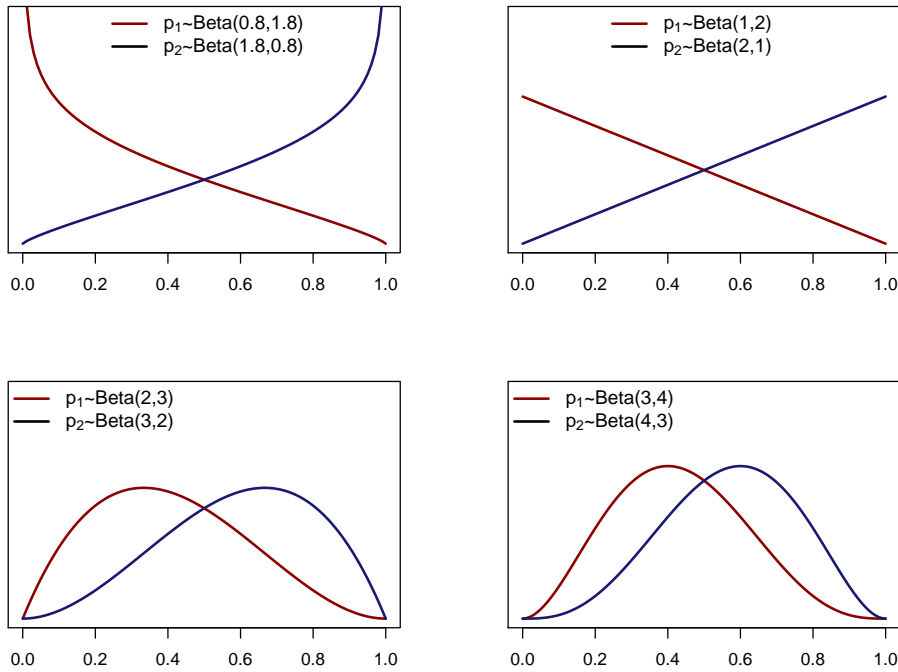 p₁~Beta(0.8,1.8)
p₂~Beta(1.8,0.8)
0.0 0.2 0.4 0.6 0.8 1.0
p₁~Beta(1,2)
p₂~Beta(2,1)
0.0 0.2 0.4 0.6 0.8 1.0
p₁~Beta(2,3)
p₂~Beta(3,2)
0.0 0.2 0.4 0.6 0.8 1.0
p₁~Beta(3,4)
p₂~Beta(4,3)
0.0 0.2 0.4 0.6 0.8 1.0